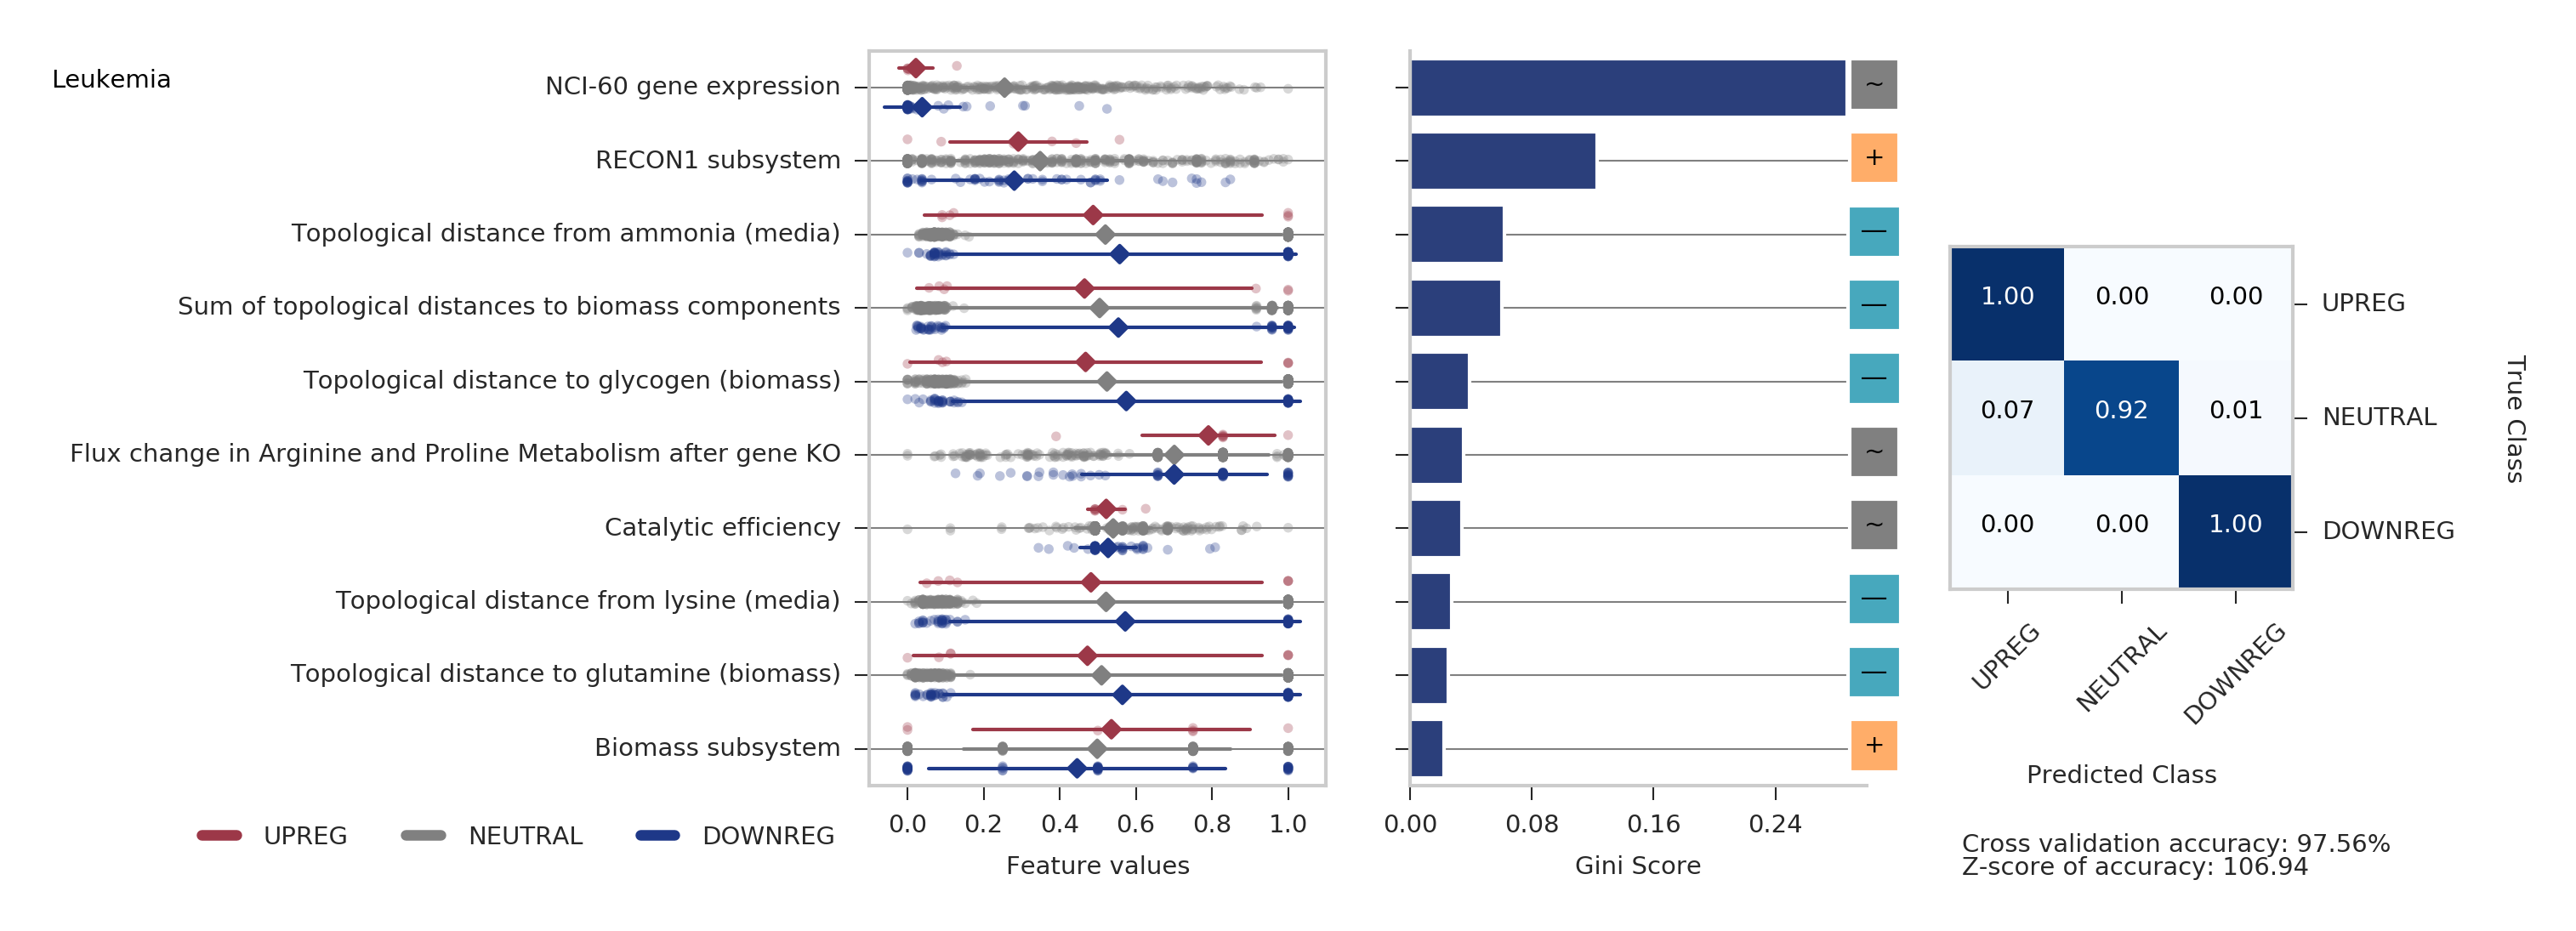 Leukemia
NCI-60 gene expression
RECON1 subsystem
Topological distance from ammonia (media)
Sum of topological distances to biomass components
Topological distance to glycogen (biomass)
Flux change in Arginine and Proline Metabolism after gene KO
Catalytic efficiency
Topological distance from lysine (media)
Topological distance to glutamine (biomass)
Biomass subsystem
UPREG NEUTRAL DOWNREG
0.0 0.2 0.4 0.6 0.8 1.0
Feature values
~
+
—
—
—
~
~
—
—
+
0.00 0.08 0.16 0.24
Gini Score
1.00 0.00 0.00 UPREG
0.07 0.92 0.01 NEUTRAL
0.00 0.00 1.00 DOWNREG
True Class
UPREG NEUTRAL DOWNREG
Predicted Class
Cross validation accuracy: 97.56%
Z-score of accuracy: 106.94